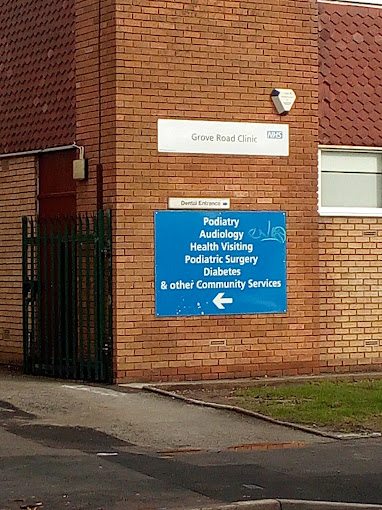 Grove Road Clinic NHS
Dental Entrance
Podiatry
Audiology
Health Visiting
Podiatric Surgery
Diabetes
& other Community Services